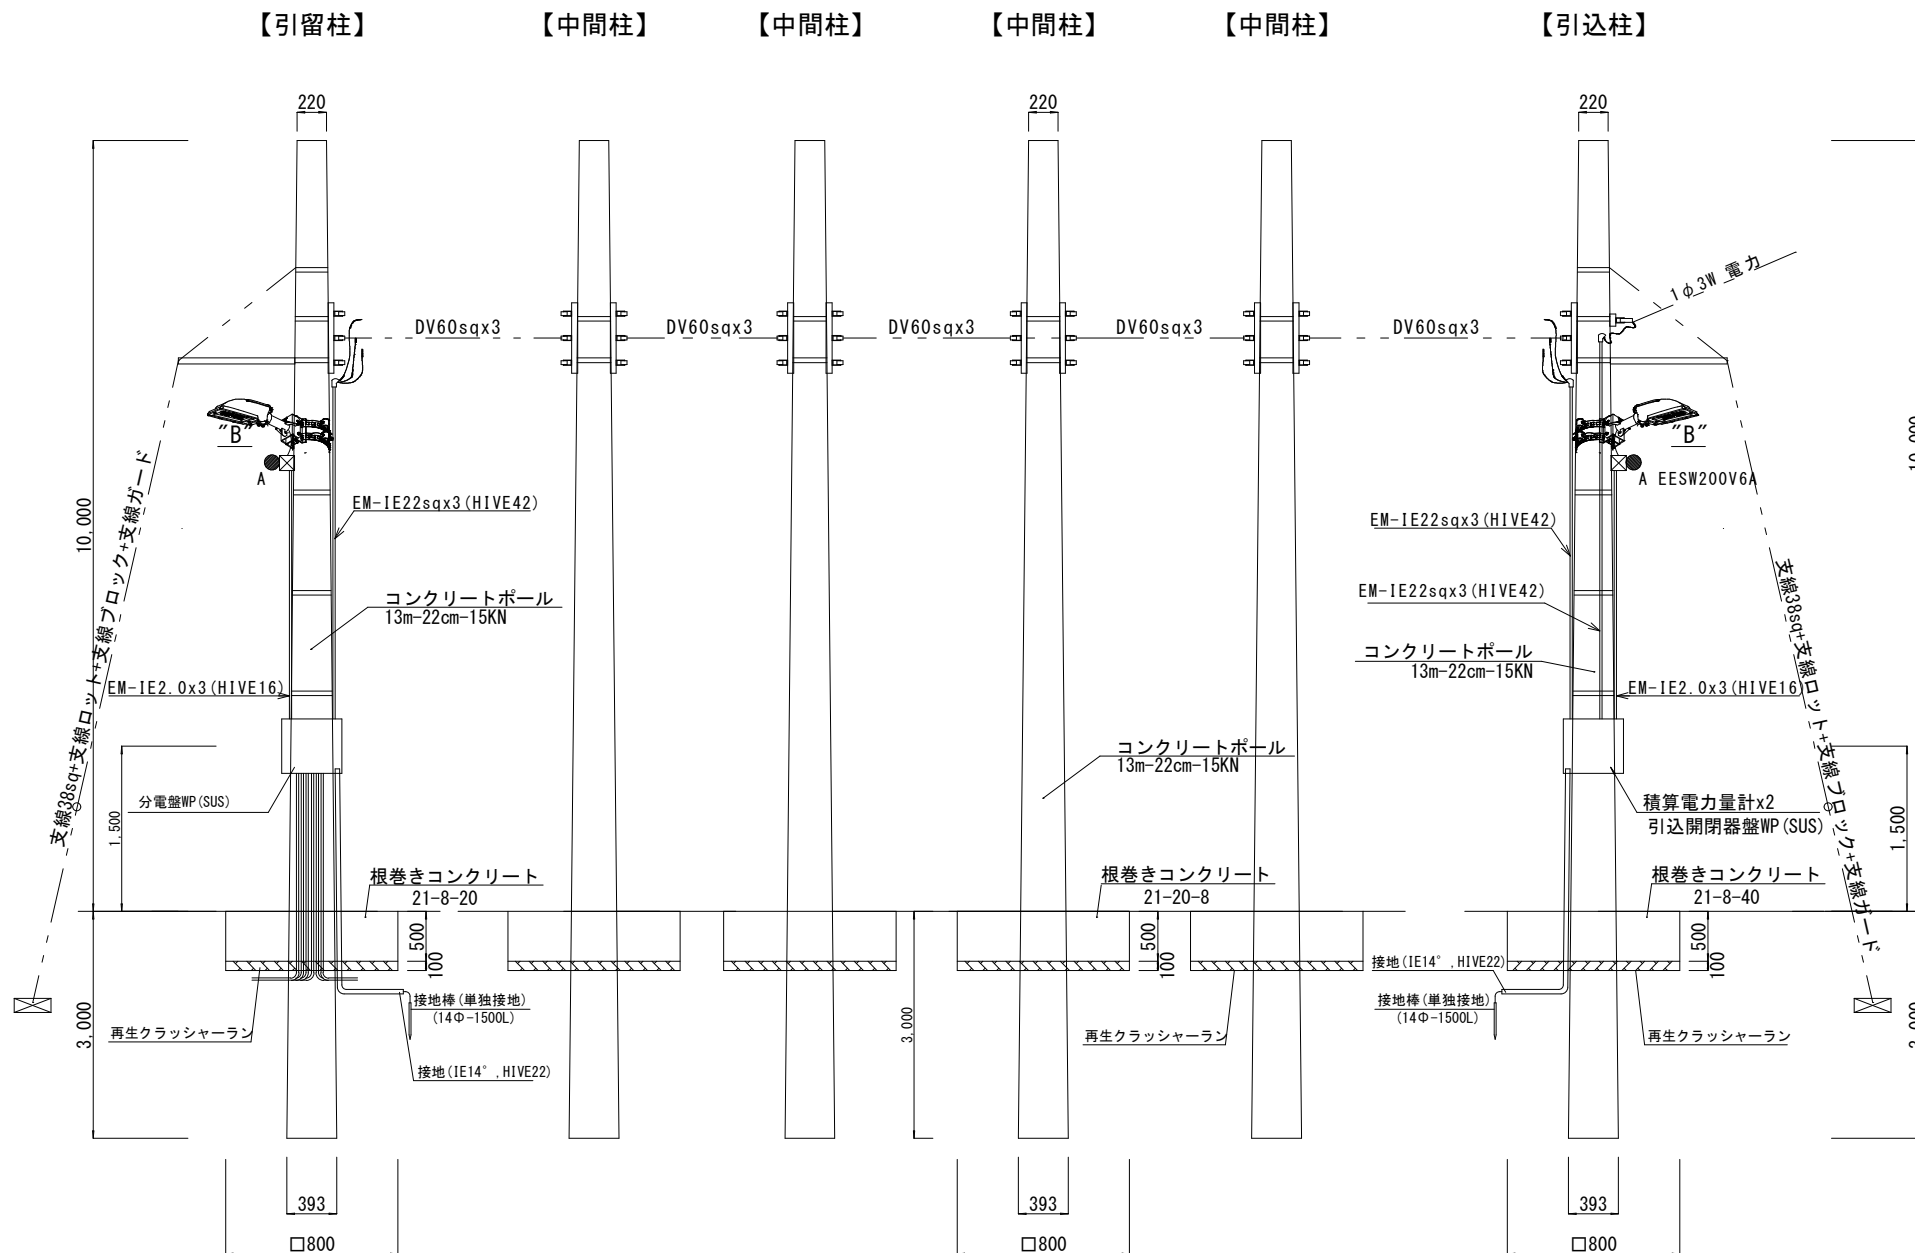 【引留柱】 【中間柱】 【中間柱】 【中間柱】 【中間柱】 【引込柱】
220 220 220
1φ3W 電力
DV60sqx3 DV60sqx3 DV60sqx3 DV60sqx3 DV60sqx3
"B" "B"
A A EESW200V6A
EM-IE22sqx3(HIVE42) EM-IE22sqx3(HIVE42)
10,000 10,000
支線38sq+支線ロット+支線ブロック+支線ガード
支線38sq+支線ロット+支線ブロック+支線ガード
EM-IE22sqx3(HIVE42)
コンクリートポール
13m-22cm-15KN
コンクリートポール
13m-22cm-15KN
EM-IE2.0x3(HIVE16) EM-IE2.0x3(HIVE16)
コンクリートポール
13m-22cm-15KN
分電盤WP(SUS)
積算電力量計x2
引込開閉器盤WP(SUS)
1,500 1,500
根巻きコンクリート 根巻きコンクリート 根巻きコンクリート
21-8-20 21-20-8 21-8-40
500 500 500
100 100 100
接地(IE14°,HIVE22)
接地棒(単独接地) 接地棒(単独接地)
(14Φ-1500L) (14Φ-1500L)
3,000 3,000
再生クラッシャーラン 再生クラッシャーラン 再生クラッシャーラン
接地(IE14°,HIVE22)
393 393 393
□800 □800 □800